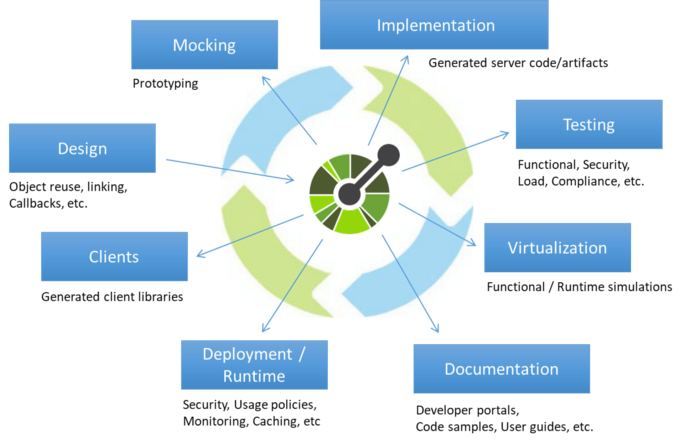 Implementation
Generated server code/artifacts
Mocking
Prototyping
Testing
Functional, Security,
Load, Compliance, etc.
Design
Object reuse, linking,
Callbacks, etc.
Virtualization
Functional / Runtime simulations
Clients
Generated client libraries
Deployment /
Runtime
Security, Usage policies,
Monitoring, Caching, etc
Documentation
Developer portals,
Code samples, User guides, etc.